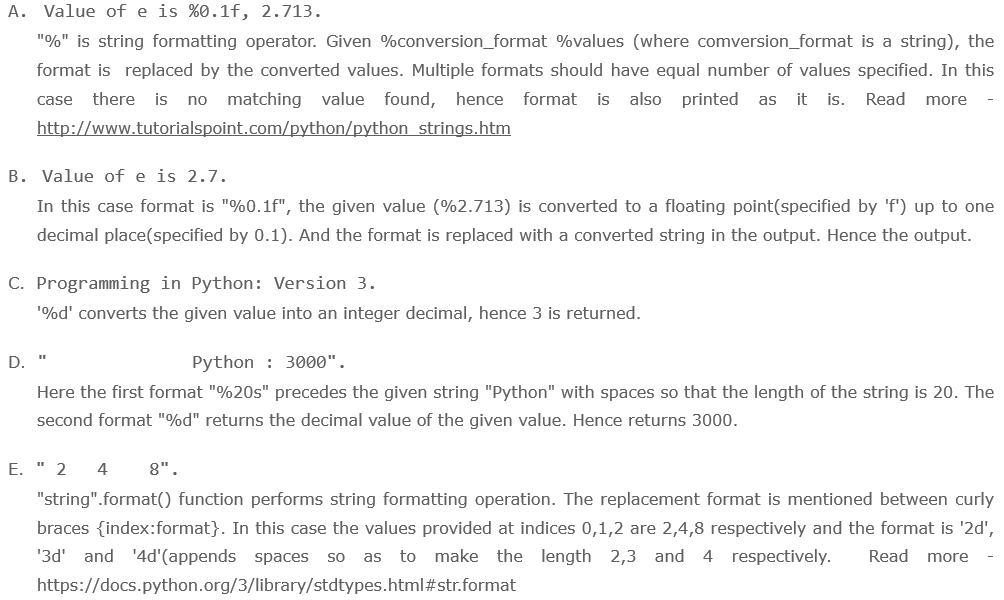 A. Value of e is %0.1f, 2.713.
"%" is string formatting operator. Given %conversion_format %values (where comversion_format is a string), the
format is replaced by the converted values. Multiple formats should have equal number of values specified. In this
case there is no matching value found, hence format is also printed as it is. Read more -
http://www.tutorialspoint.com/python/python_strings.htm
B. Value of e is 2.7.
In this case format is "%0.1f", the given value (%2.713) is converted to a floating point(specified by 'f') up to one
decimal place(specified by 0.1). And the format is replaced with a converted string in the output. Hence the output.
C. Programming in Python: Version 3.
'%d' converts the given value into an integer decimal, hence 3 is returned.
D. "              Python : 3000".
Here the first format "%20s" precedes the given string "Python" with spaces so that the length of the string is 20. The
second format "%d" returns the decimal value of the given value. Hence returns 3000.
E. " 2   4    8".
"string".format() function performs string formatting operation. The replacement format is mentioned between curly
braces {index:format}. In this case the values provided at indices 0,1,2 are 2,4,8 respectively and the format is '2d',
'3d' and '4d'(appends spaces so as to make the length 2,3 and 4 respectively. Read more -
https://docs.python.org/3/library/stdtypes.html#str.format